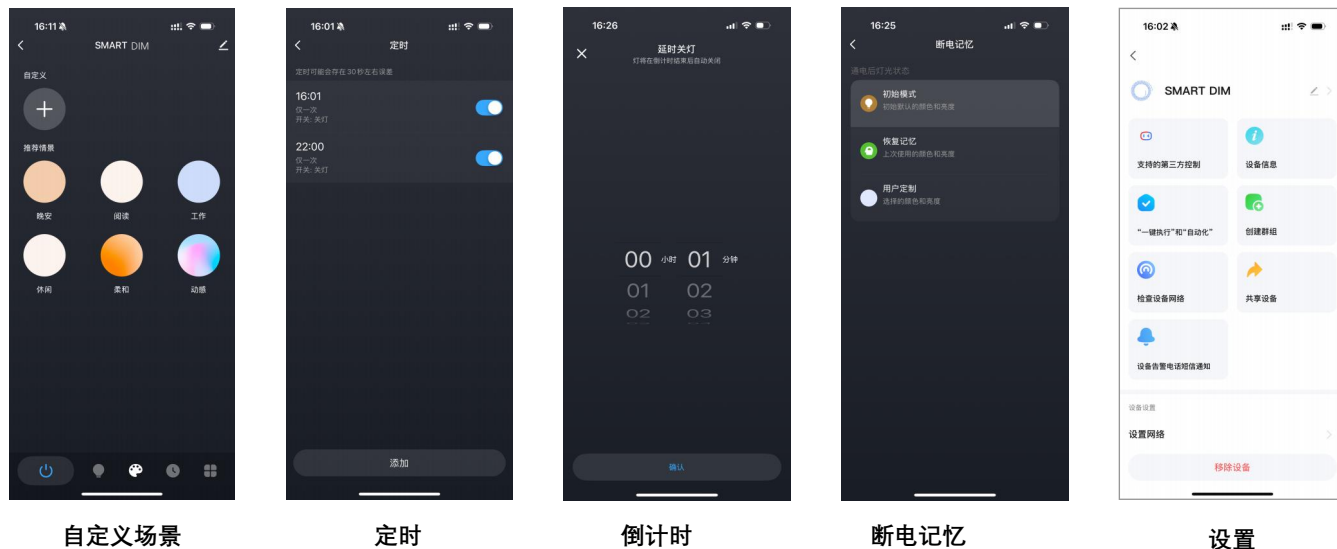 16:11
SMART DIM
自定义
推荐情景
晚安
阅读
工作
休闲
柔和
动感
自定义场景
16:01
定时
定时可能会存在30秒左右误差
16:01
仅一次
开关: 关灯
22:00
仅一次
开关: 关灯
添加
定时
16:26
延时关灯
灯将在倒计时结束后自动关闭
00 小时 01 分钟
01 02
02 03
确认
倒计时
16:25
断电记忆
通电后灯光状态
初始模式
初始默认的颜色和亮度
恢复记忆
上次使用的颜色和亮度
用户定制
选择的颜色和亮度
断电记忆
16:02
SMART DIM
支持的第三方控制
设备信息
“一键执行”和“自动化”
创建群组
检查设备网络
共享设备
设备告警电话短信通知
设备设置
设置网络
移除设备
设置